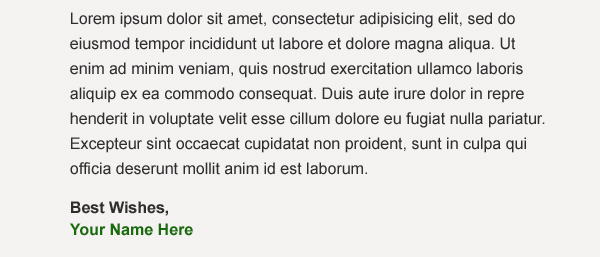 Lorem ipsum dolor sit amet, consectetur adipisicing elit, sed do
eiusmod tempor incididunt ut labore et dolore magna aliqua. Ut
enim ad minim veniam, quis nostrud exercitation ullamco laboris
aliquip ex ea commodo consequat. Duis aute irure dolor in repre
henderit in voluptate velit esse cillum dolore eu fugiat nulla pariatur.
Excepteur sint occaecat cupidatat non proident, sunt in culpa qui
officia deserunt mollit anim id est laborum.
Best Wishes,
Your Name Here